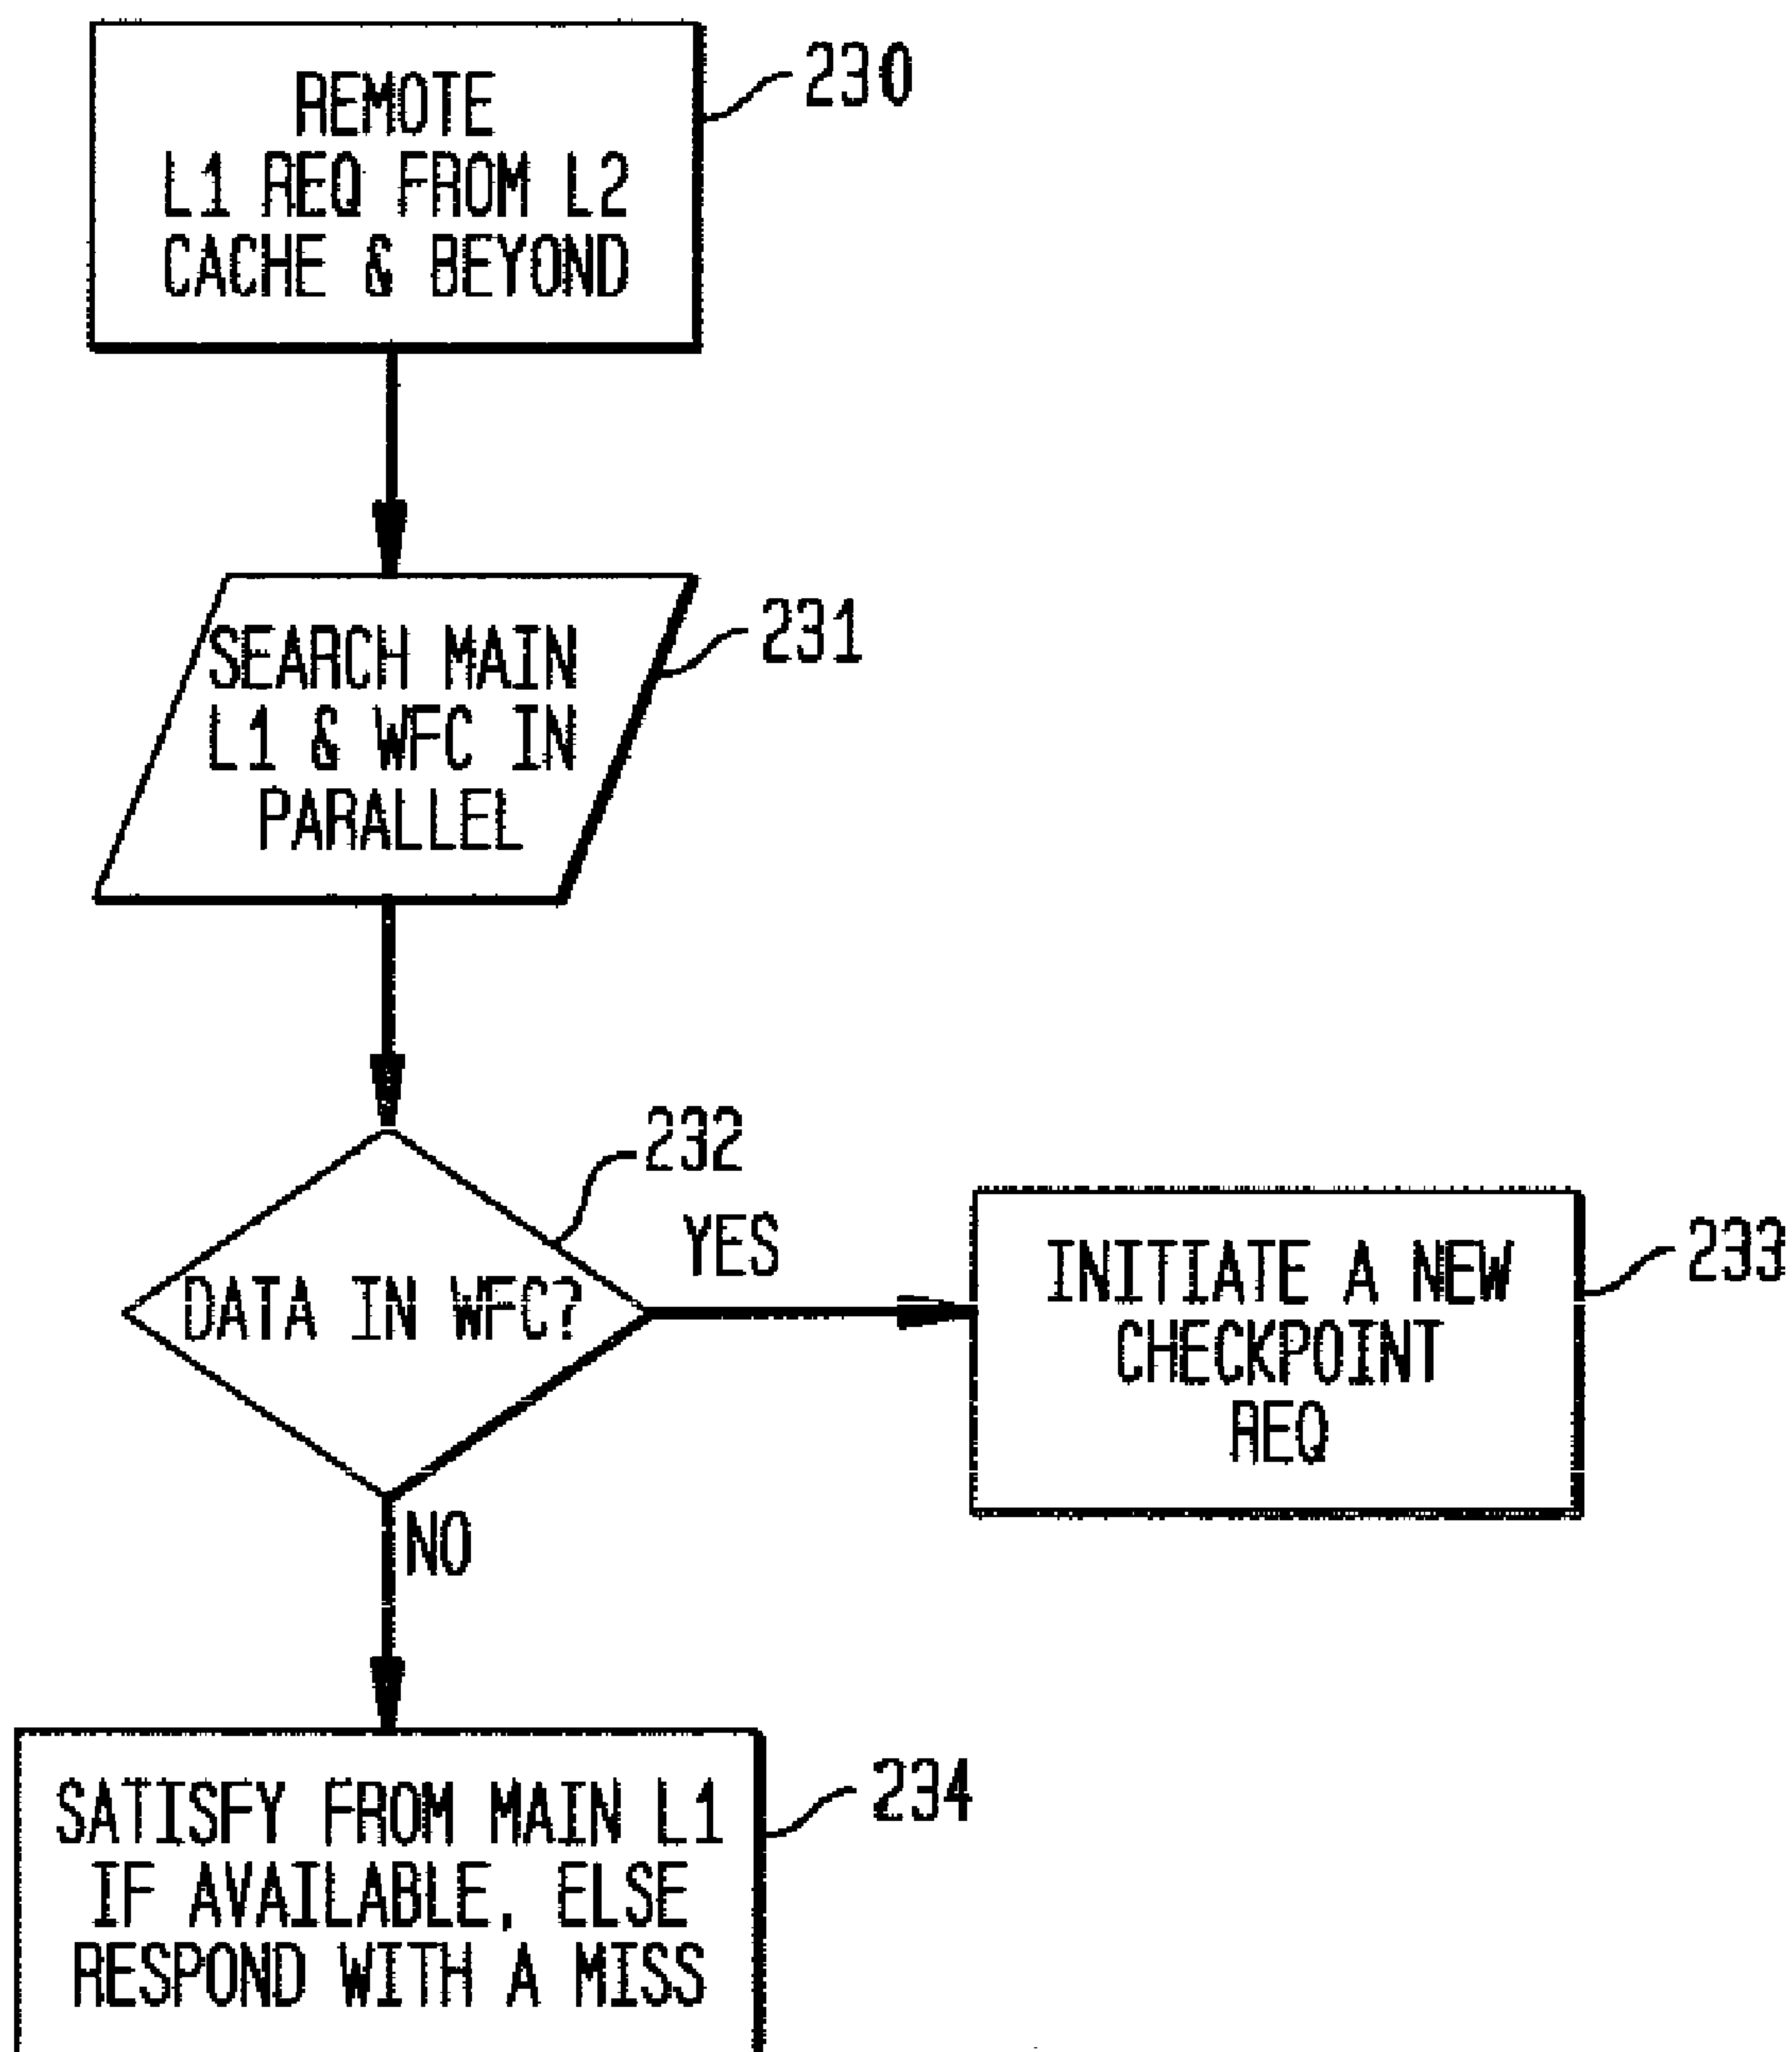 REMOTE
L1 REQ FROM L2
CACHE & BEYOND
230
SEARCH MAIN
L1 & WFC IN
PARALLEL
231
DATA IN WFC?
232
YES
INITIATE A NEW
CHECKPOINT
REQ
233
NO
SATISFY FROM MAIN L1
IF AVAILABLE, ELSE
RESPOND WITH A MISS
234